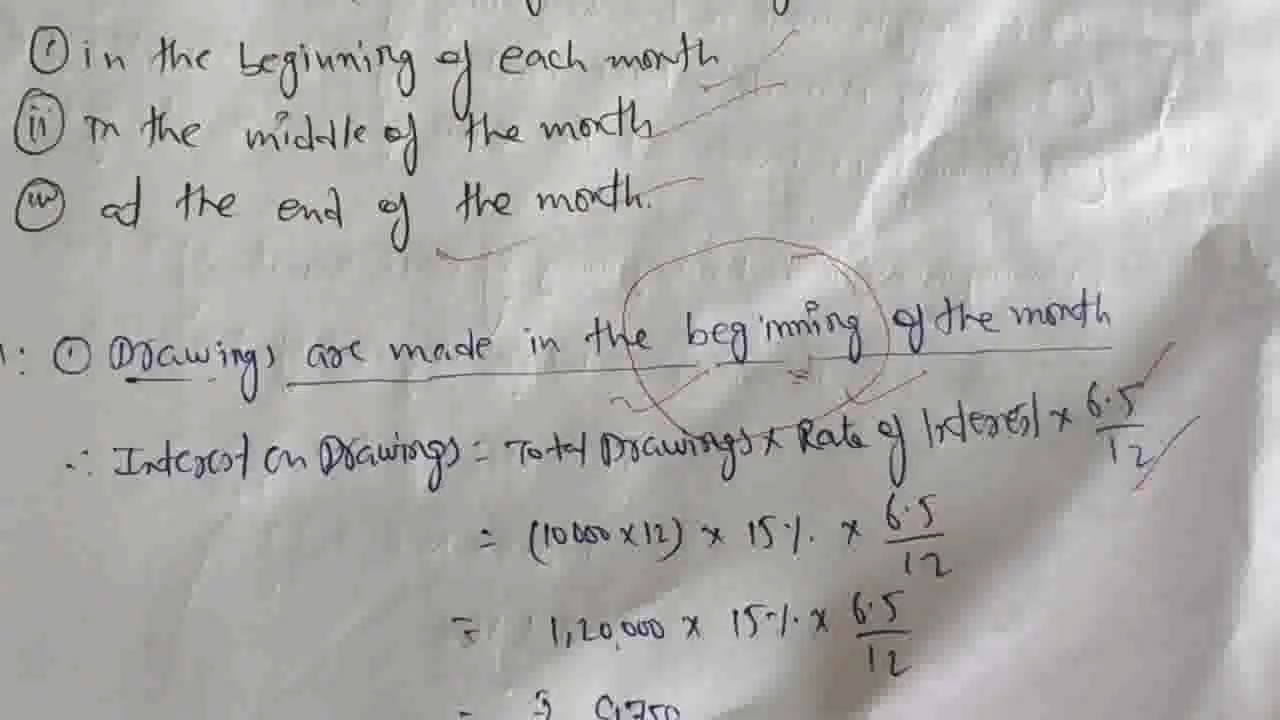 (i) in the beginning of each month
(ii) in the middle of the month
(iii) at the end of the month.
: (i) Drawings are made in the beginning of the month
∴ Interest on Drawings = Total Drawings x Rate of Interest x 6.5/12
= (10000 x 12) x 15% x 6.5/12
= 1,20,000 x 15% x 6.5/12
= ₹ 9750